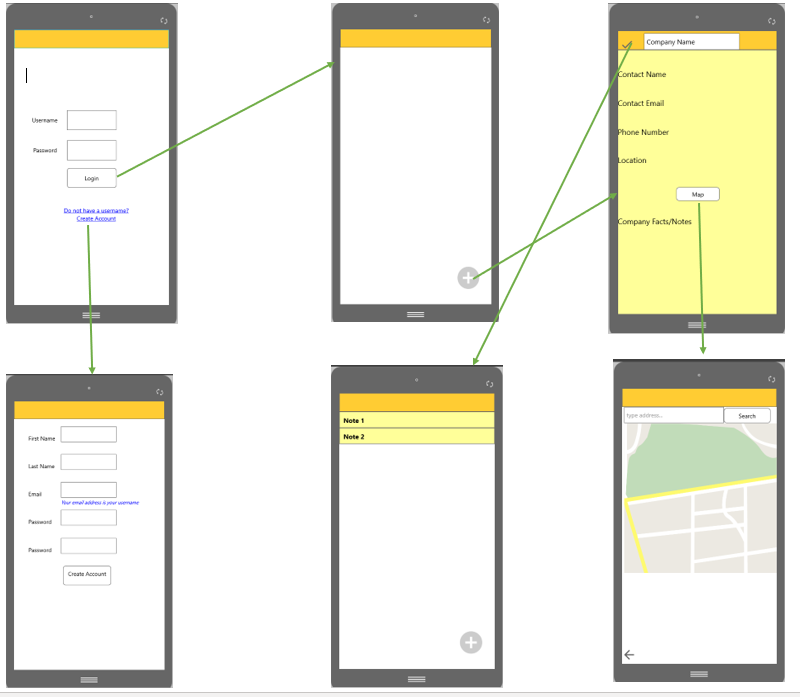 Username
Password
Login
Do not have a username?
Create Account
Company Name
Contact Name
Contact Email
Phone Number
Location
Map
Company Facts/Notes
First Name
Last Name
Email
Your email address is your username
Password
Password
Create Account
Note 1
Note 2
type address...
Search